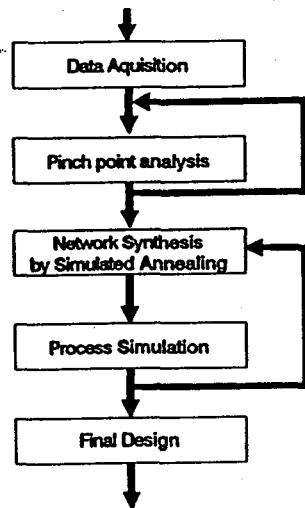 Data Aquisition
Pinch point analysis
Network Synthesis
by Simulated Annealing
Process Simulation
Final Design